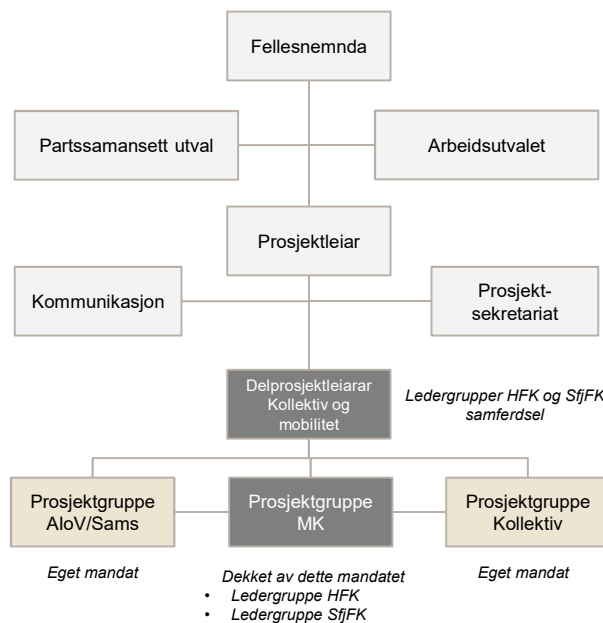 Fellesnemnda
Partssamansett utval
Arbeidsutvalet
Prosjektleiar
Kommunikasjon
Prosjekt-
sekretariat
Delprosjektleiarar
Kollektiv og
mobilitet
Ledergrupper HFK og SfjFK
samferdsel
Prosjektgruppe
AIoV/Sams
Prosjektgruppe
MK
Prosjektgruppe
Kollektiv
Eget mandat
Dekket av dette mandatet
• Ledergruppe HFK
• Ledergruppe SfjFK
Eget mandat